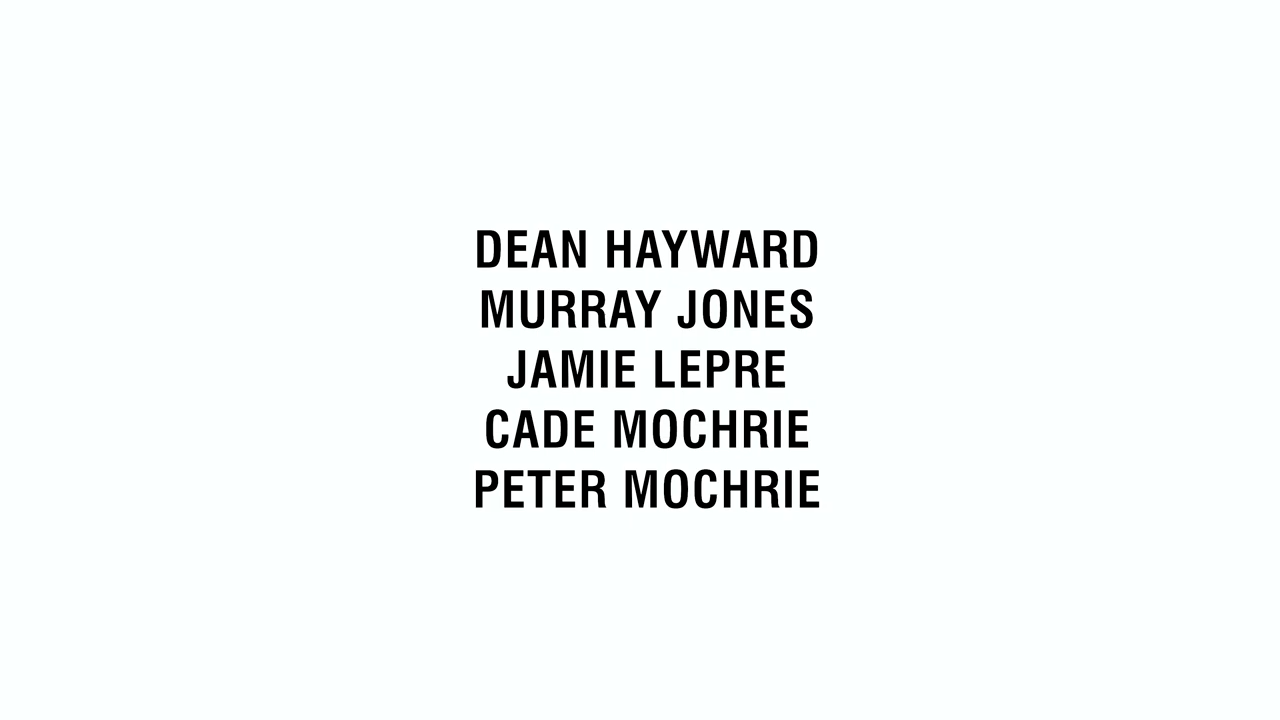 DEAN HAYWARD
MURRAY JONES
JAMIE LEPRE
CADE MOCHRIE
PETER MOCHRIE